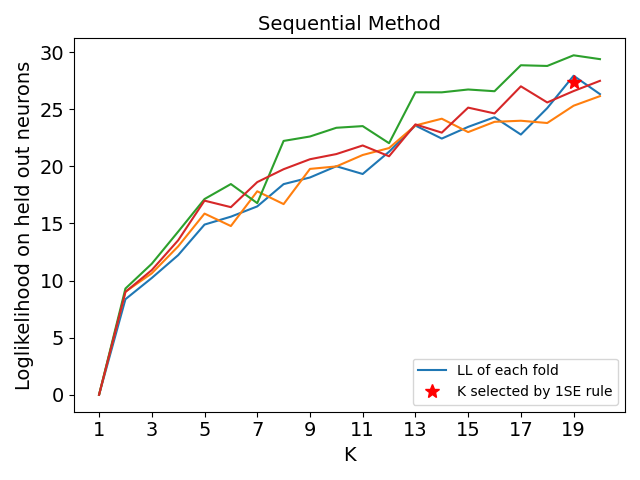 Sequential Method
Loglikelihood on held out neurons
30
25
20
15
10
5
0
LL of each fold
K selected by 1SE rule
1 3 5 7 9 11 13 15 17 19
K